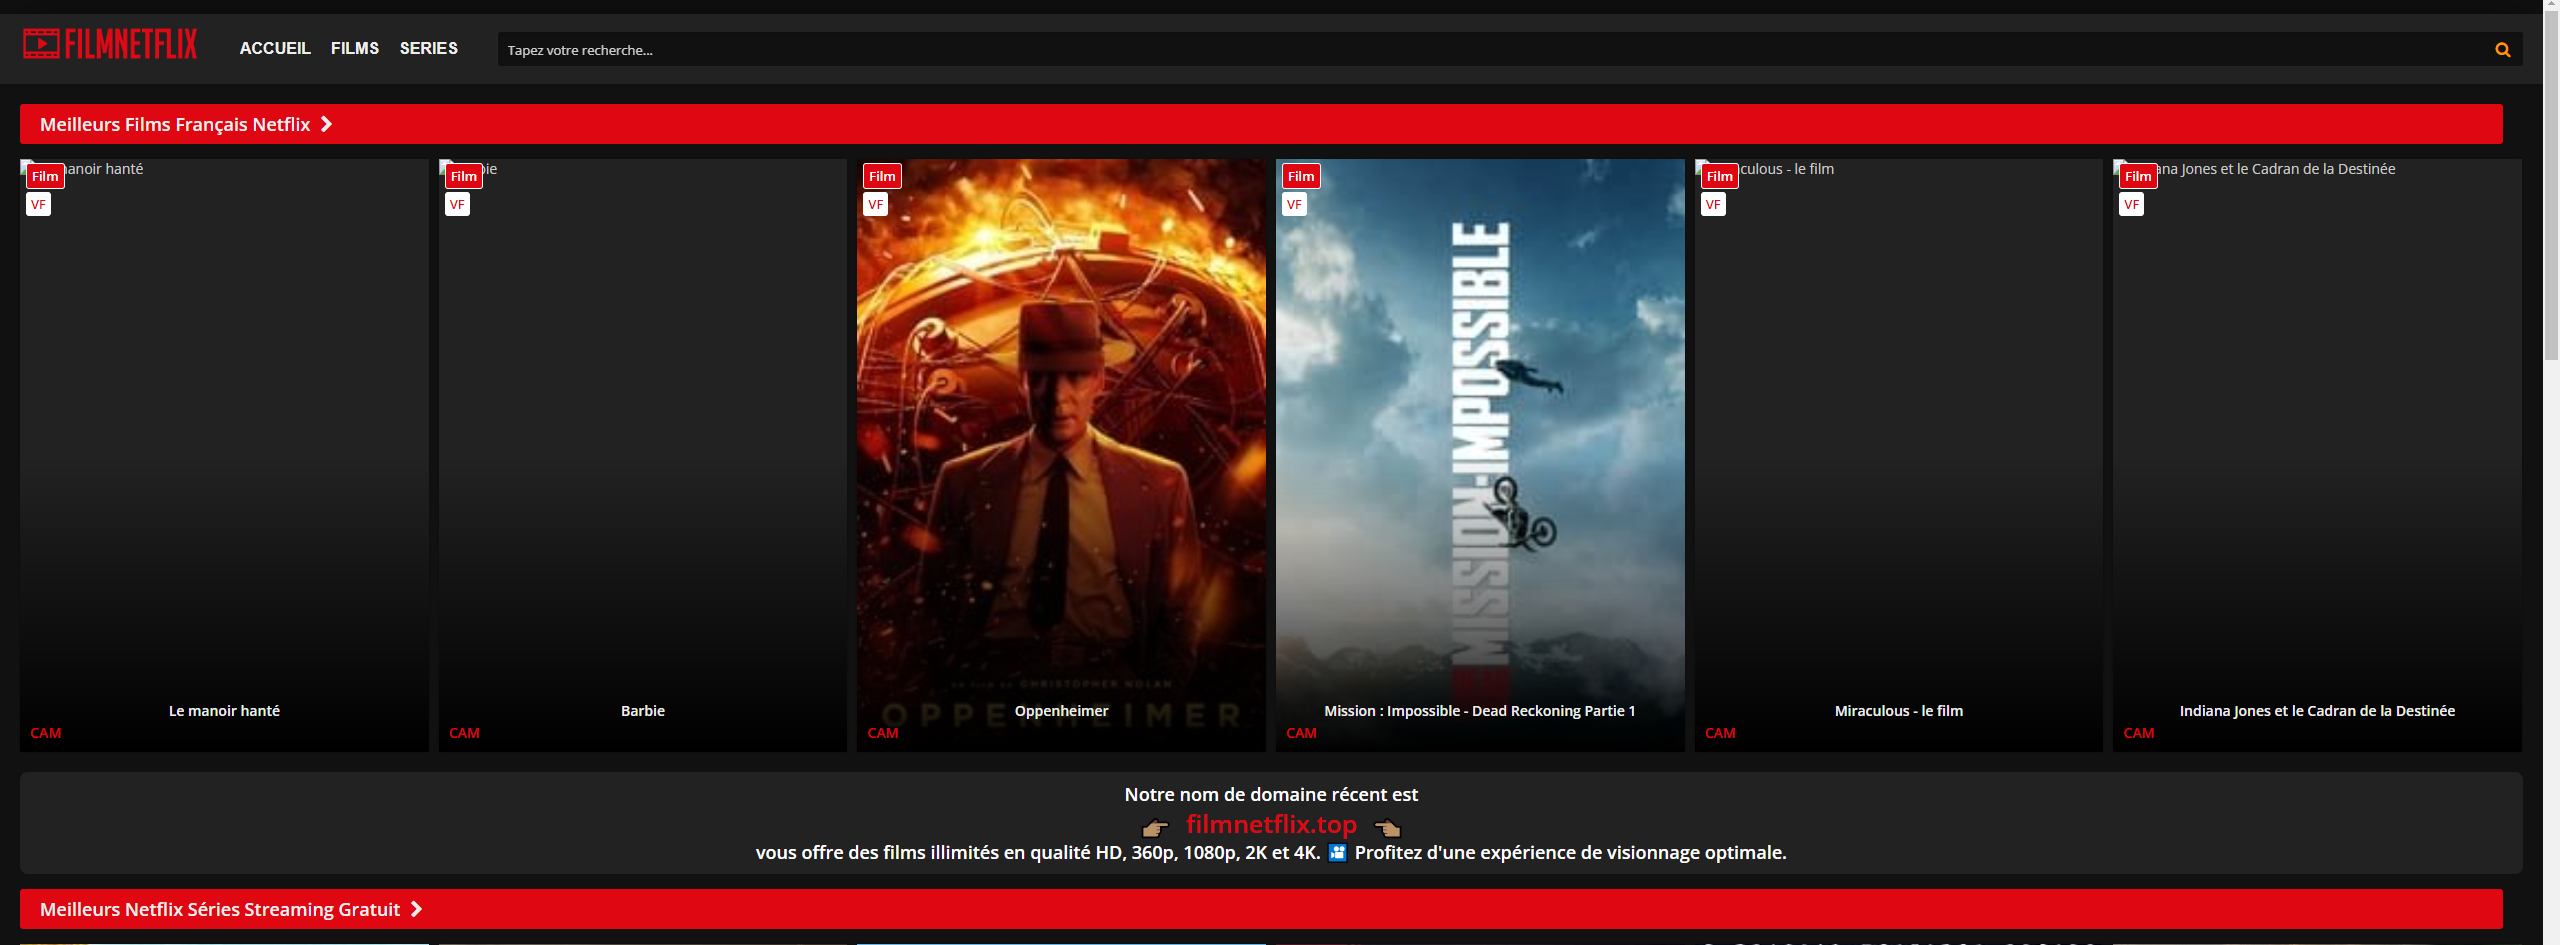 FILMNETFLIX
ACCUEIL FILMS SERIES
Tapez votre recherche...
Meilleurs Films Français Netflix
anoir hanté
Film
VF
Le manoir hanté
CAM
ie
Film
VF
Barbie
CAM
Film
VF
UN FILM DE CHRISTOPHER NOLAN
OPPENHEIMER
Oppenheimer
CAM
Film
VF
MISSION:IMPOSSIBLE
Mission : Impossible - Dead Reckoning Partie 1
CAM
culous - le film
Film
VF
Miraculous - le film
CAM
ana Jones et le Cadran de la Destinée
Film
VF
Indiana Jones et le Cadran de la Destinée
CAM
Notre nom de domaine récent est
filmnetflix.top
vous offre des films illimités en qualité HD, 360p, 1080p, 2K et 4K. 🎦 Profitez d'une expérience de visionnage optimale.
Meilleurs Netflix Séries Streaming Gratuit